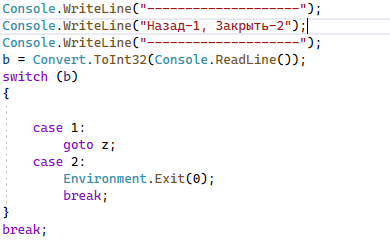 Console.WriteLine("--------------------");
Console.WriteLine("Назад-1, Закрыть-2");
Console.WriteLine("--------------------");
b = Convert.ToInt32(Console.ReadLine());
switch (b)
{
case 1:
goto z;
case 2:
Environment.Exit(0);
break;
}
break;